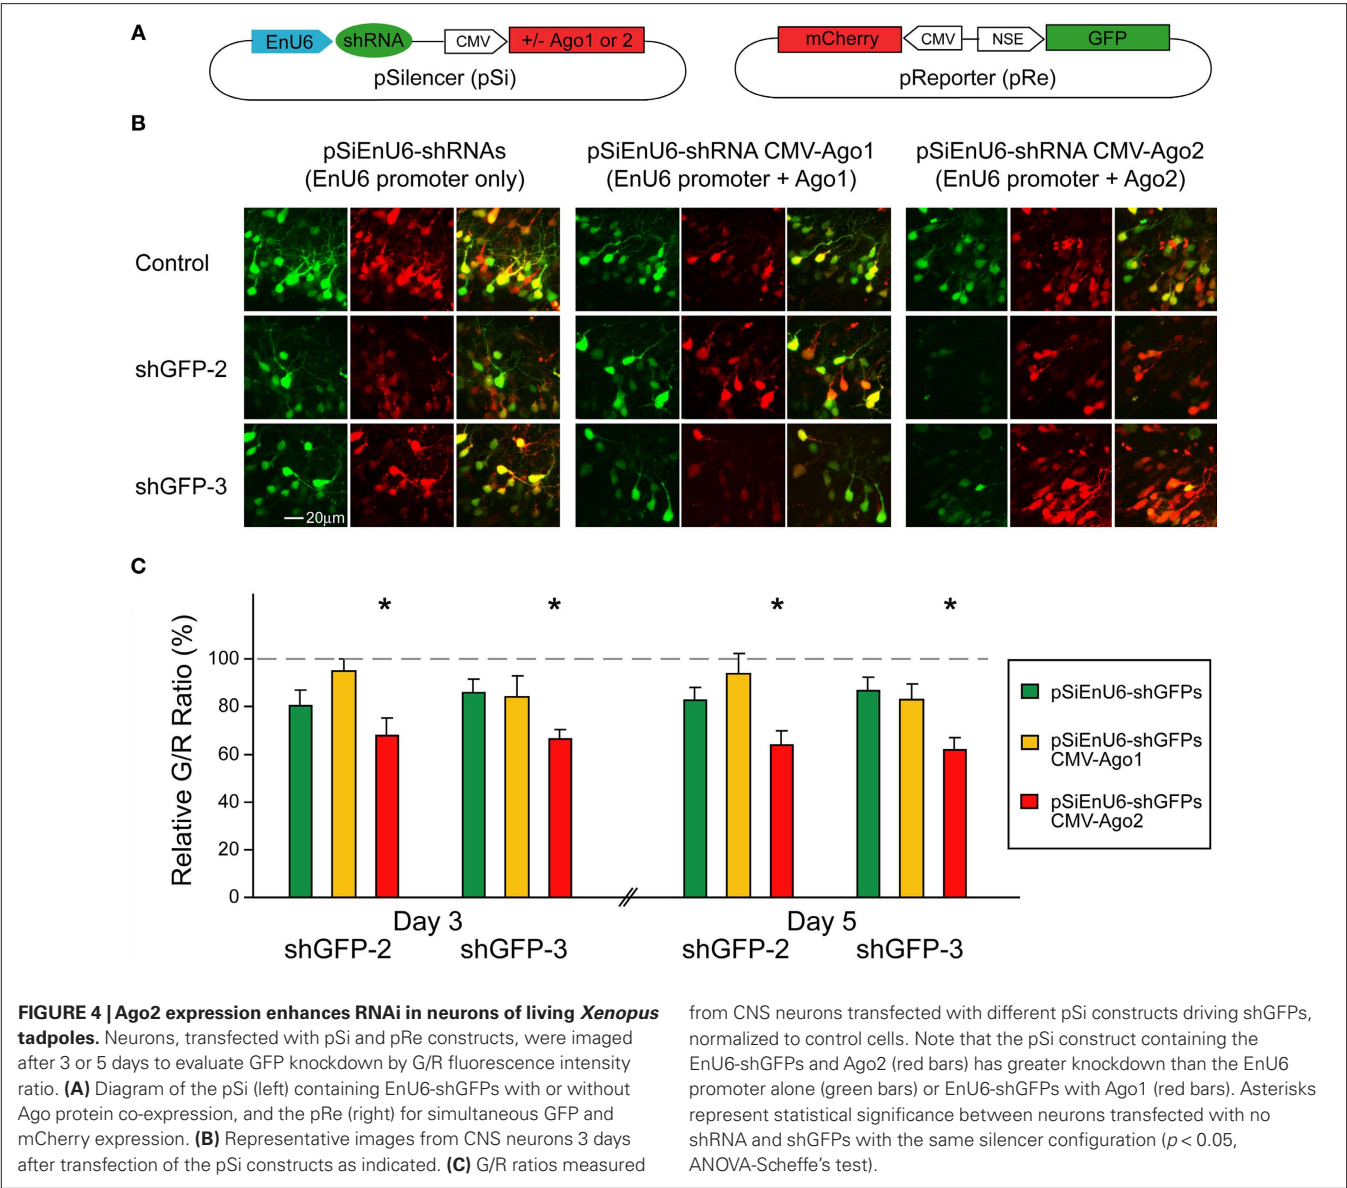 A
EnU6
shRNA
CMV
+/- Ago1 or 2
pSilencer (pSi)
mCherry
CMV
NSE
GFP
pReporter (pRe)
B
pSiEnU6-shRNAs
(EnU6 promoter only)
pSiEnU6-shRNA CMV-Ago1
(EnU6 promoter + Ago1)
pSiEnU6-shRNA CMV-Ago2
(EnU6 promoter + Ago2)
Control
shGFP-2
shGFP-3
20μm
C
Relative G/R Ratio (%)
100
80
60
40
20
0
* * * *
Day 3
Day 5
shGFP-2 shGFP-3 shGFP-2 shGFP-3
pSiEnU6-shGFPs
pSiEnU6-shGFPs
CMV-Ago1
pSiEnU6-shGFPs
CMV-Ago2
FIGURE 4 | Ago2 expression enhances RNAi in neurons of living Xenopus
tadpoles. Neurons, transfected with pSi and pRe constructs, were imaged
after 3 or 5 days to evaluate GFP knockdown by G/R fluorescence intensity
ratio. (A) Diagram of the pSi (left) containing EnU6-shGFPs with or without
Ago protein co-expression, and the pRe (right) for simultaneous GFP and
mCherry expression. (B) Representative images from CNS neurons 3 days
after transfection of the pSi constructs as indicated. (C) G/R ratios measured
from CNS neurons transfected with different pSi constructs driving shGFPs,
normalized to control cells. Note that the pSi construct containing the
EnU6-shGFPs and Ago2 (red bars) has greater knockdown than the EnU6
promoter alone (green bars) or EnU6-shGFPs with Ago1 (red bars). Asterisks
represent statistical significance between neurons transfected with no
shRNA and shGFPs with the same silencer configuration (p < 0.05,
ANOVA-Scheffe's test).